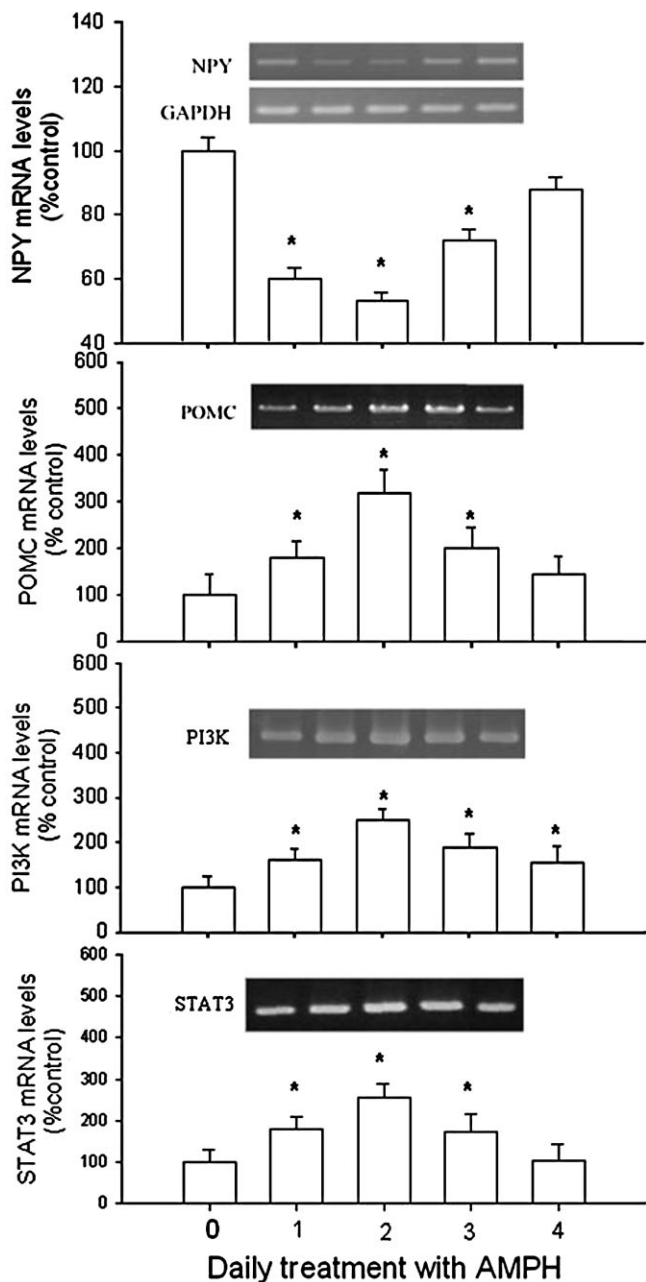 140
120
100
80
60
40
NPY mRNA levels
(%control)
NPY
GAPDH
*
*
*
600
500
400
300
200
100
0
POMC mRNA levels
(% control)
POMC
*
*
*
600
500
400
300
200
100
0
PI3K mRNA levels
(% control)
PI3K
*
*
*
*
600
500
400
300
200
100
0
STAT3 mRNA levels
(%control)
STAT3
*
*
*
0 1 2 3 4
Daily treatment with AMPH